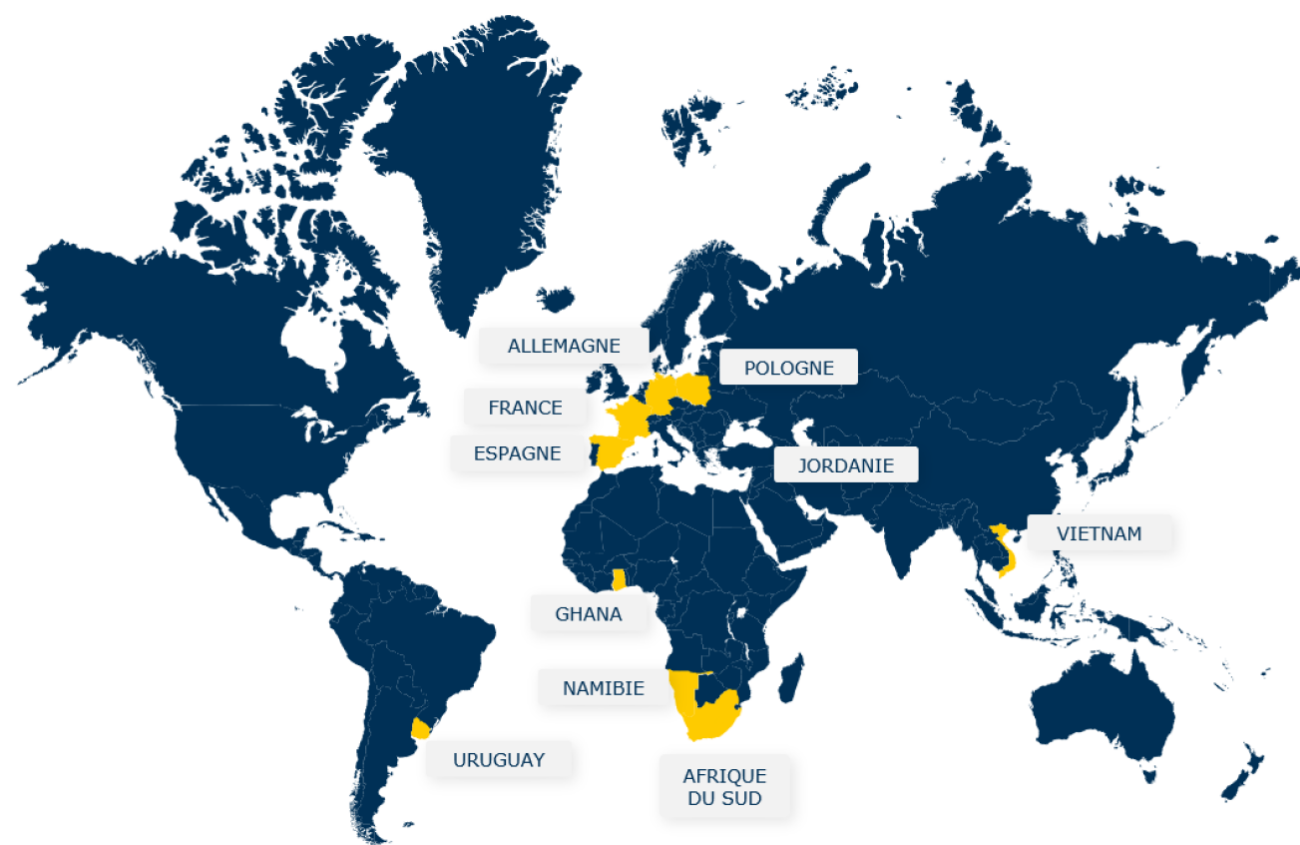 ALLEMAGNE
POLOGNE
FRANCE
ESPAGNE
JORDANIE
VIETNAM
GHANA
NAMIBIE
URUGUAY
AFRIQUE
DU SUD